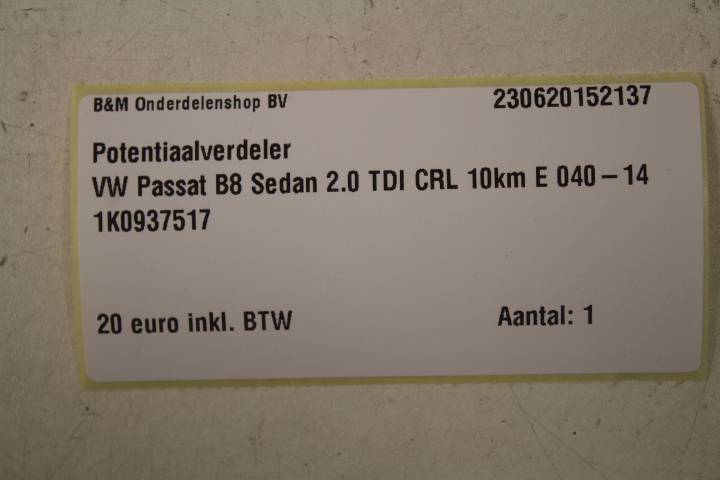 B&M Onderdelenshop BV 230620152137
Potentiaalverdeler
VW Passat B8 Sedan 2.0 TDI CRL 10km E 040-14
1K0937517
20 euro inkl. BTW Aantal: 1